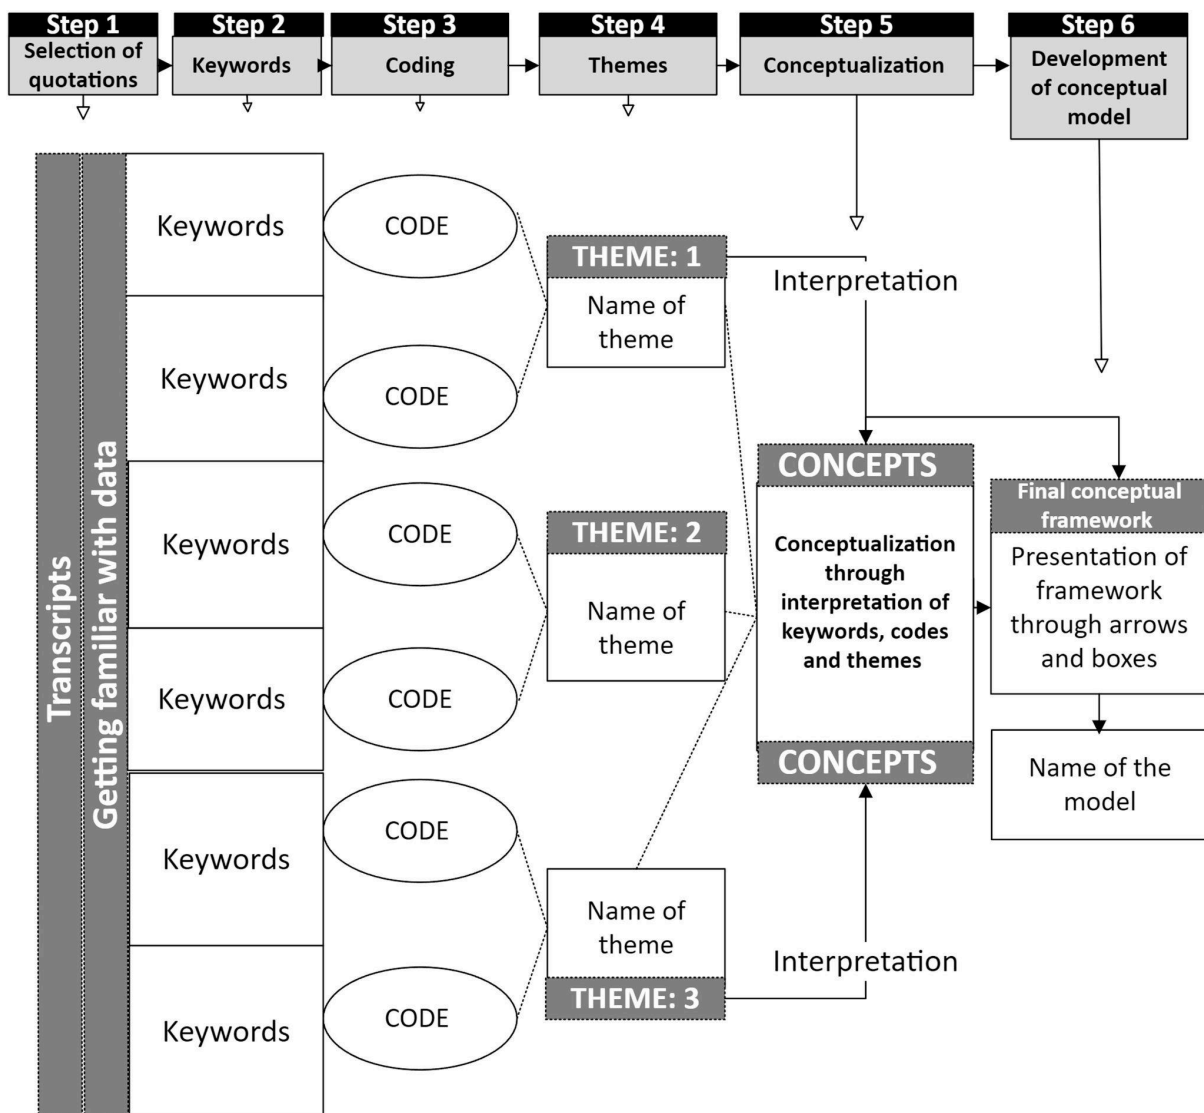 Step 1
Selection of
quotations
Step 2
Keywords
Step 3
Coding
Step 4
Themes
Step 5
Conceptualization
Step 6
Development
of conceptual
model
Transcripts
Getting familiar with data
Keywords
Keywords
Keywords
Keywords
Keywords
Keywords
CODE
CODE
CODE
CODE
CODE
CODE
THEME: 1
Name of
theme
THEME: 2
Name of
theme
Name of
theme
THEME: 3
Interpretation
CONCEPTS
Conceptualization
through
interpretation of
keywords, codes
and themes
CONCEPTS
Interpretation
Final conceptual
framework
Presentation of
framework
through arrows
and boxes
Name of the
model